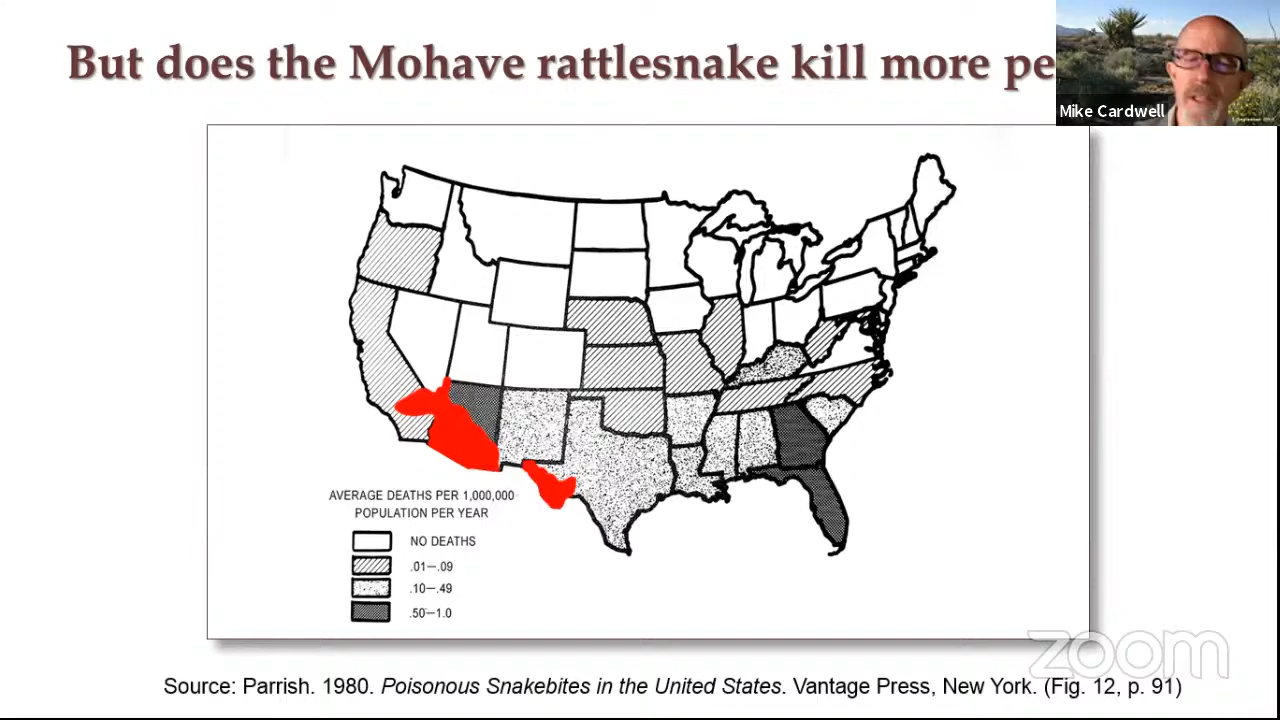 But does the Mohave rattlesnake kill more pe
Mike Cardwell
AVERAGE DEATHS PER 1,000,000
POPULATION PER YEAR
NO DEATHS
.01—.09
.10—.49
.50—1.0
zoom
Source: Parrish. 1980. Poisonous Snakebites in the United States. Vantage Press, New York. (Fig. 12, p. 91)